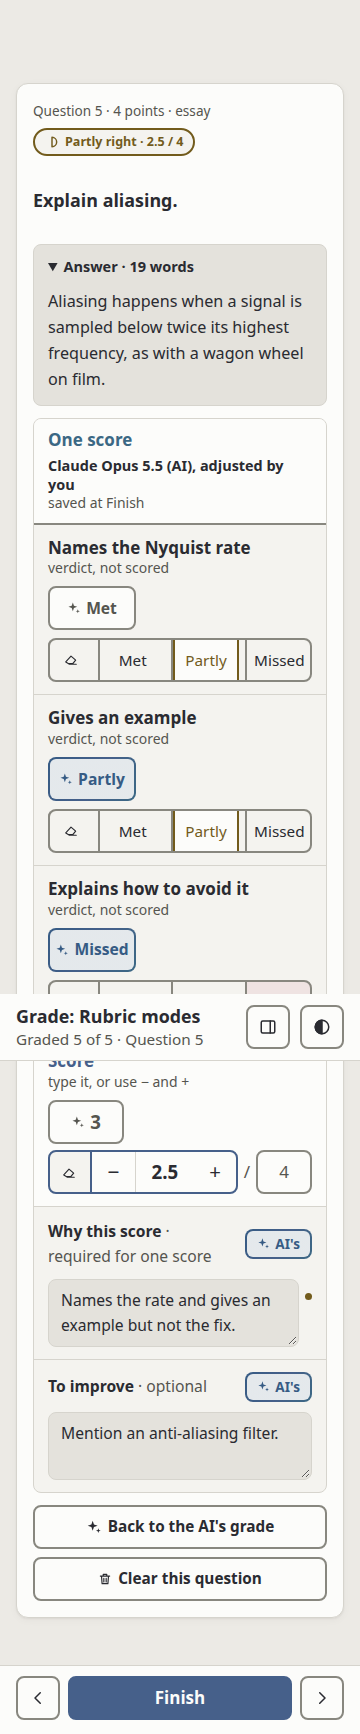 Question 5 · 4 points · essay
Partly right · 2.5 / 4
Explain aliasing.
▼ Answer · 19 words
Aliasing happens when a signal is
sampled below twice its highest
frequency, as with a wagon wheel
on film.
One score
Claude Opus 5.5 (AI), adjusted by
you
saved at Finish
Names the Nyquist rate
verdict, not scored
Met
Met Partly Missed
Gives an example
verdict, not scored
Partly
Met Partly Missed
Explains how to avoid it
verdict, not scored
Missed
Grade: Rubric modes
Graded 5 of 5 · Question 5
Score
type it, or use − and +
3
− 2.5 + / 4
Why this score ·
required for one score
AI's
Names the rate and gives an
example but not the fix.
To improve · optional
AI's
Mention an anti-aliasing filter.
Back to the AI's grade
Clear this question
Finish